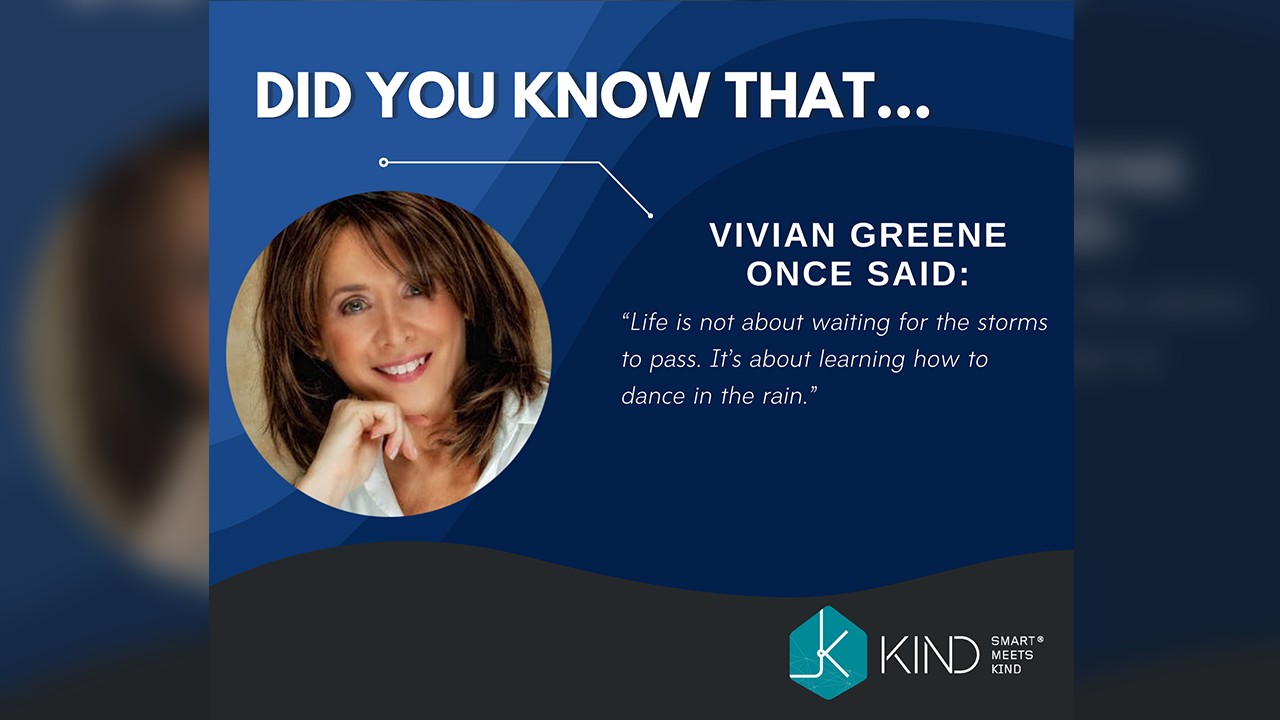 DID YOU KNOW THAT...
VIVIAN GREENE
ONCE SAID:
“Life is not about waiting for the storms
to pass. It’s about learning how to
dance in the rain.”
KIND
SMART®
MEETS
KIND